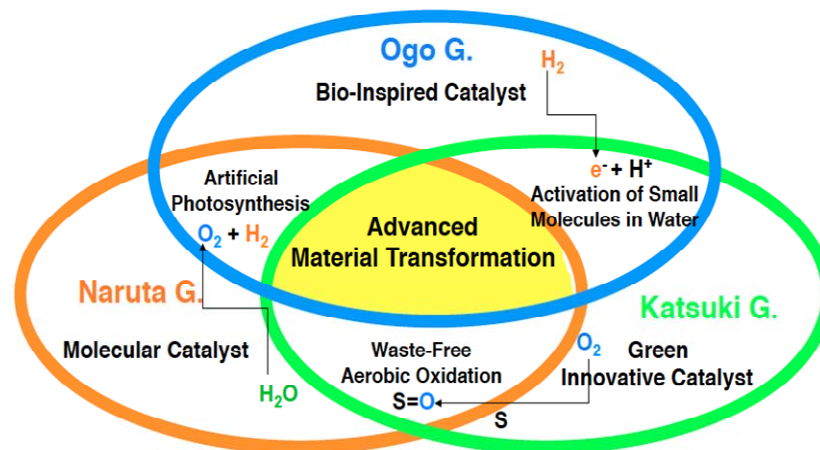 Ogo G.
H₂
Bio-Inspired Catalyst
e⁻ + H⁺
Activation of Small
Molecules in Water
Artificial
Photosynthesis
O₂ + H₂
Advanced
Material Transformation
Naruta G.
Katsuki G.
Molecular Catalyst
H₂O
Waste-Free
Aerobic Oxidation
S=O
O₂
S
Green
Innovative Catalyst